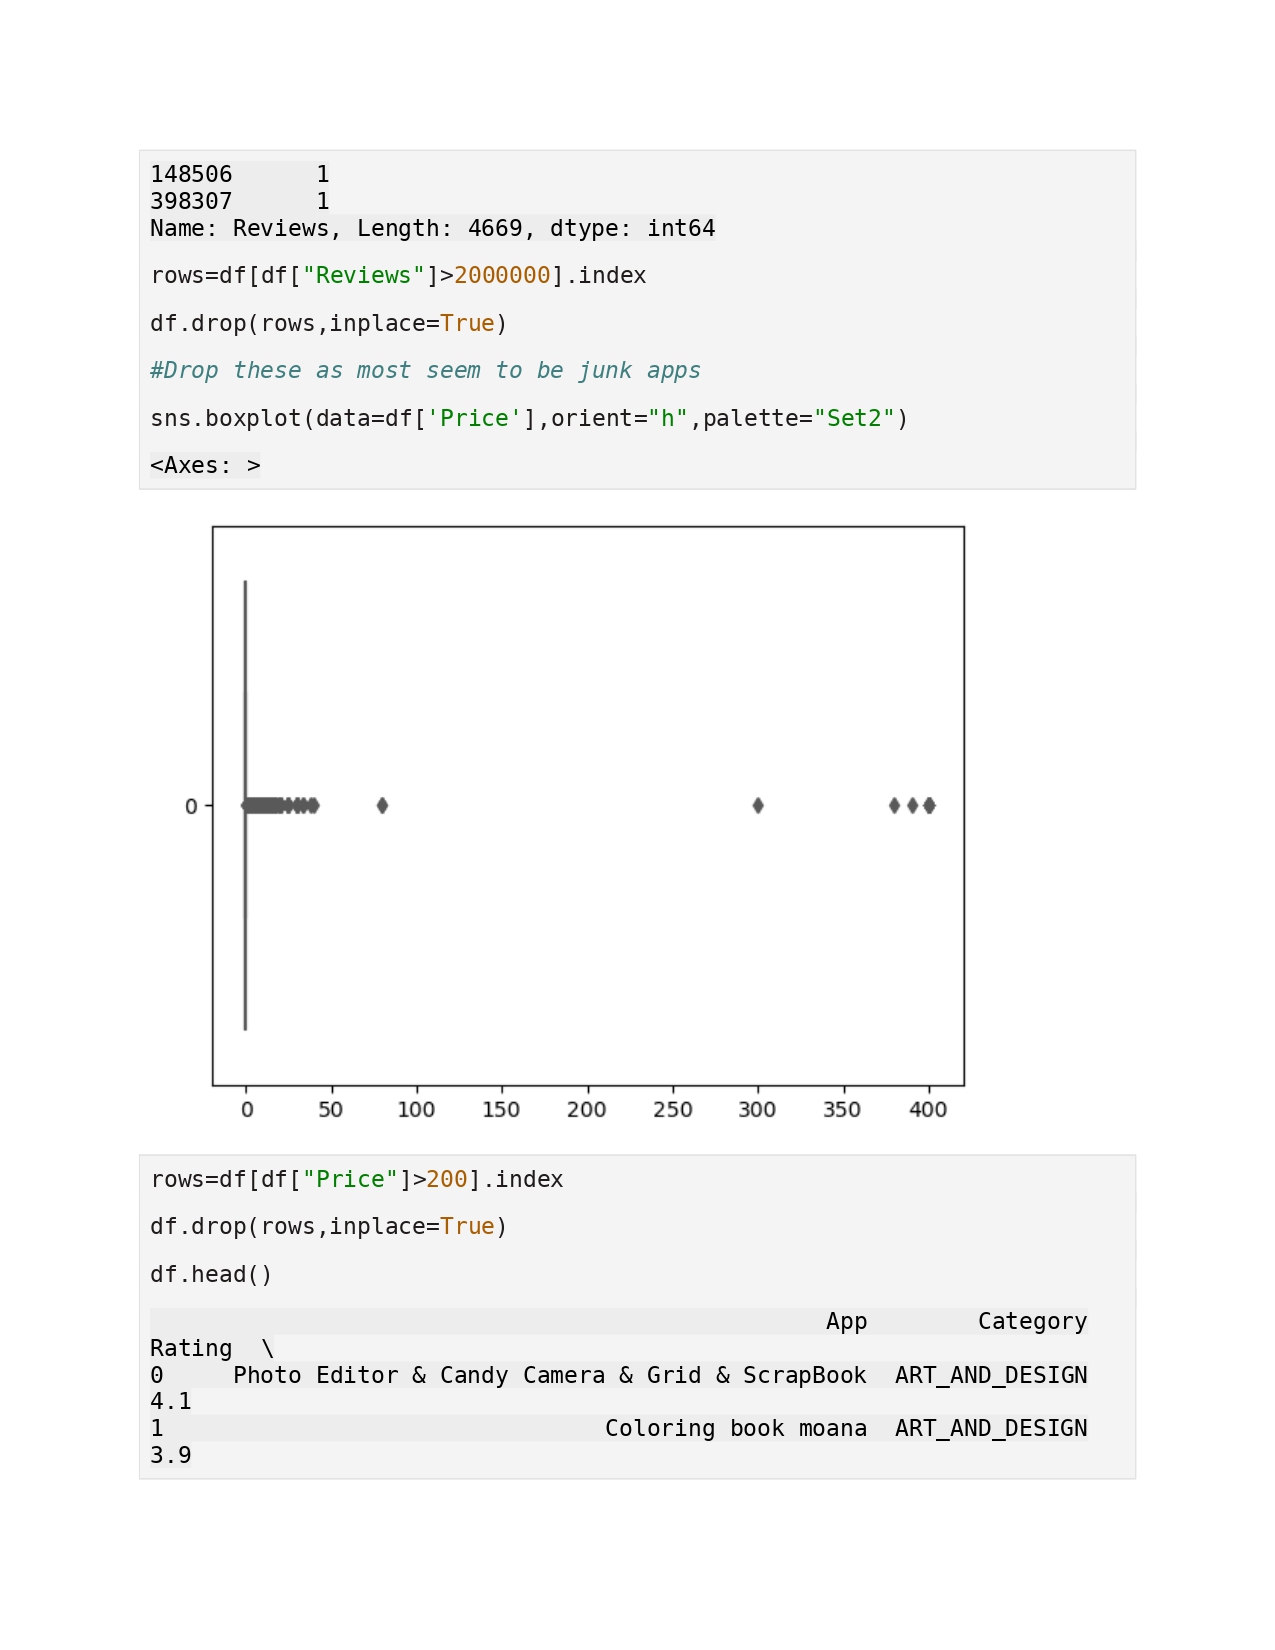 148506      1
398307      1
Name: Reviews, Length: 4669, dtype: int64
rows=df[df["Reviews"]>2000000].index
df.drop(rows,inplace=True)
#Drop these as most seem to be junk apps
sns.boxplot(data=df['Price'],orient="h",palette="Set2")
<Axes: >
0
0 50 100 150 200 250 300 350 400
rows=df[df["Price"]>200].index
df.drop(rows,inplace=True)
df.head()
                                                 App        Category
Rating  \
0     Photo Editor & Candy Camera & Grid & ScrapBook  ART_AND_DESIGN
4.1
1                                Coloring book moana  ART_AND_DESIGN
3.9